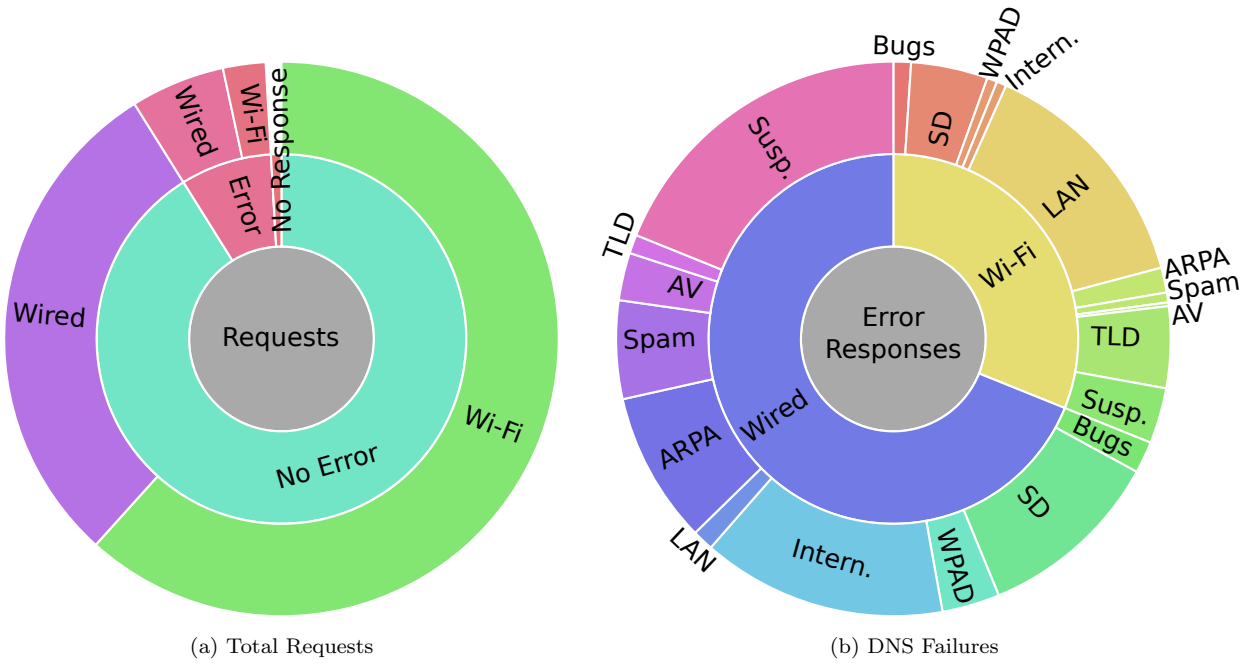 Wired
Wi-Fi
No Response
Error
Wired
Requests
Wi-Fi
No Error
(a) Total Requests
Bugs
WPAD
Intern.
SD
Susp.
LAN
TLD
Wi-Fi
ARPA
Spam
AV
AV
Spam
Error
Responses
TLD
Wired
Susp.
Bugs
ARPA
SD
LAN
Intern.
WPAD
(b) DNS Failures